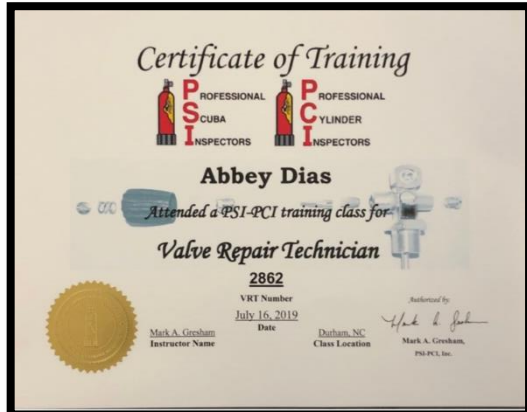 Certificate of Training
PROFESSIONAL
SCUBA
INSPECTORS
PROFESSIONAL
CYLINDER
INSPECTORS
Abbey Dias
Attended a PSI-PCI training class for
Valve Repair Technician
2862
VRT Number
July 16, 2019
Date
Mark A. Gresham
Instructor Name
Durham, NC
Class Location
Authorized by:
Mark A. Gresham,
PSI-PCI, Inc.